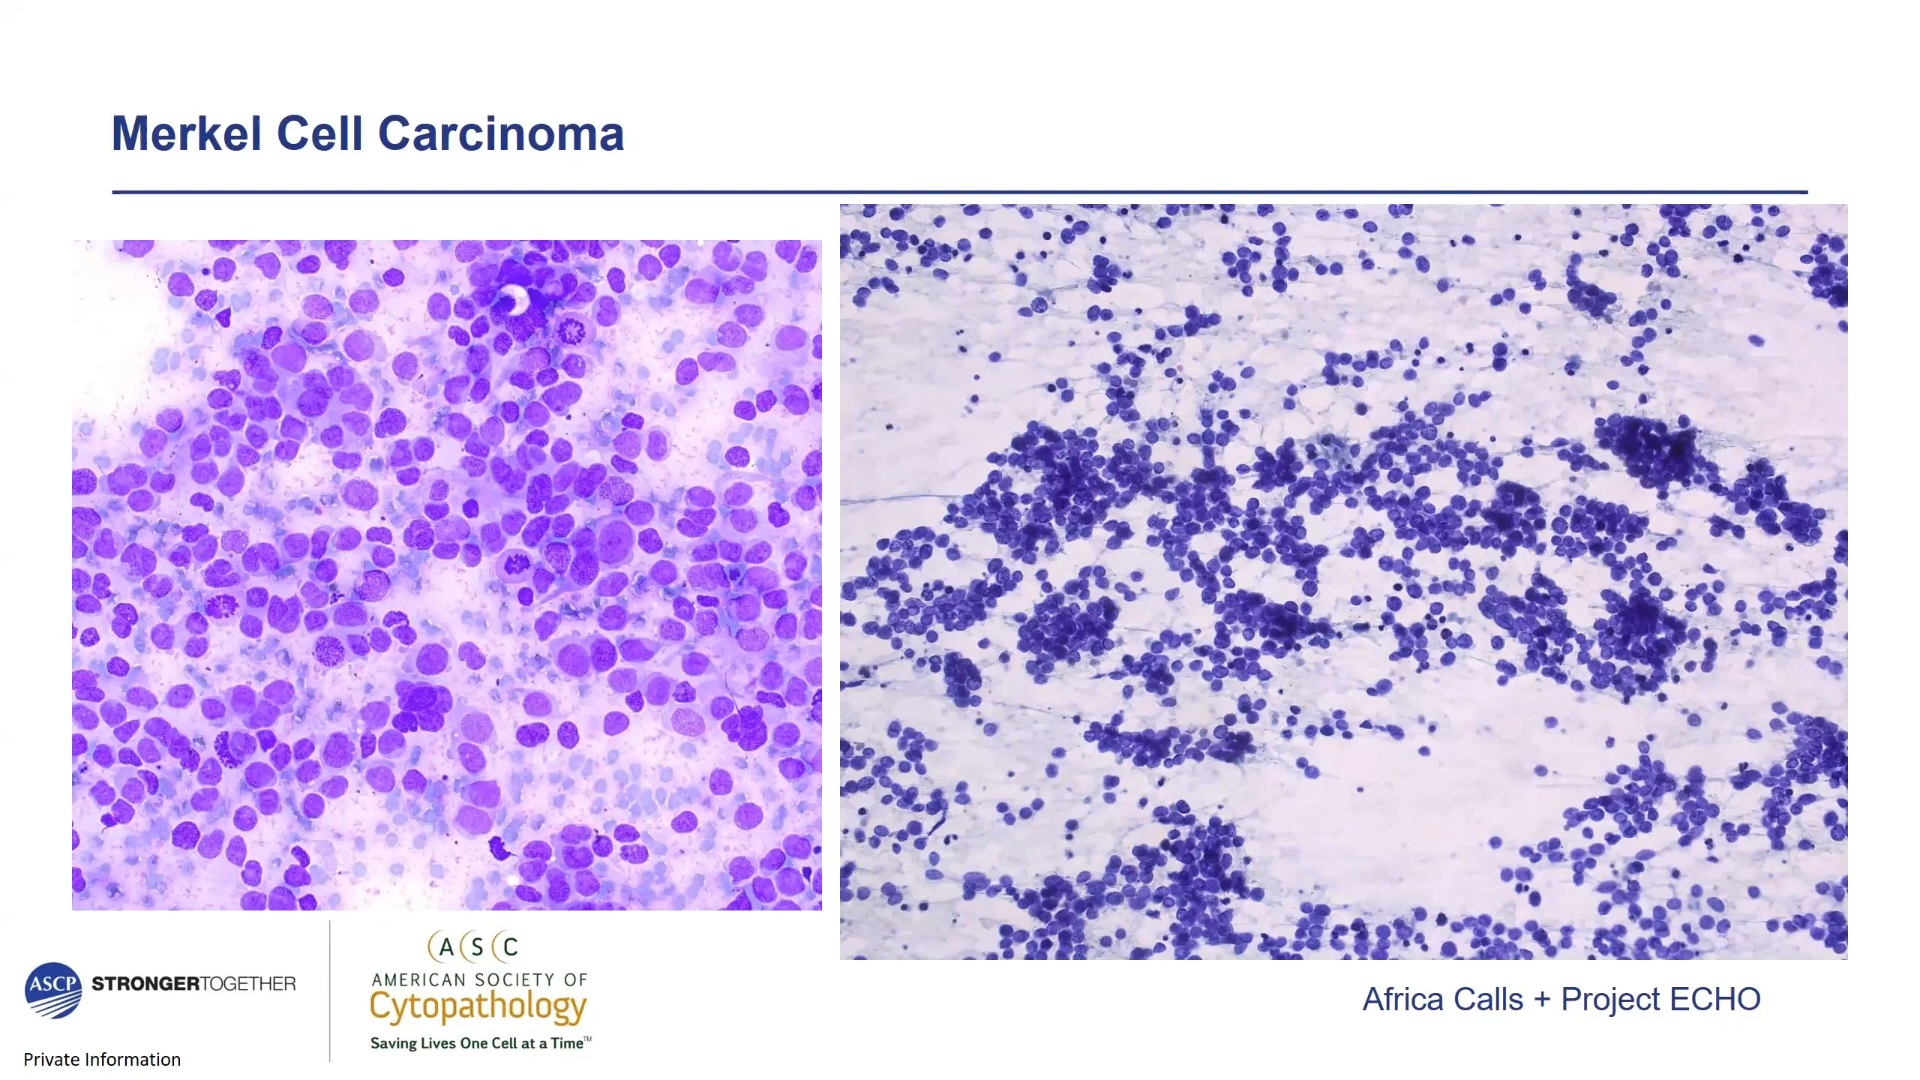 Merkel Cell Carcinoma
ASCP STRONGERTOGETHER
Private Information
A S C
AMERICAN SOCIETY OF
Cytopathology
Saving Lives One Cell at a Time™
Africa Calls + Project ECHO